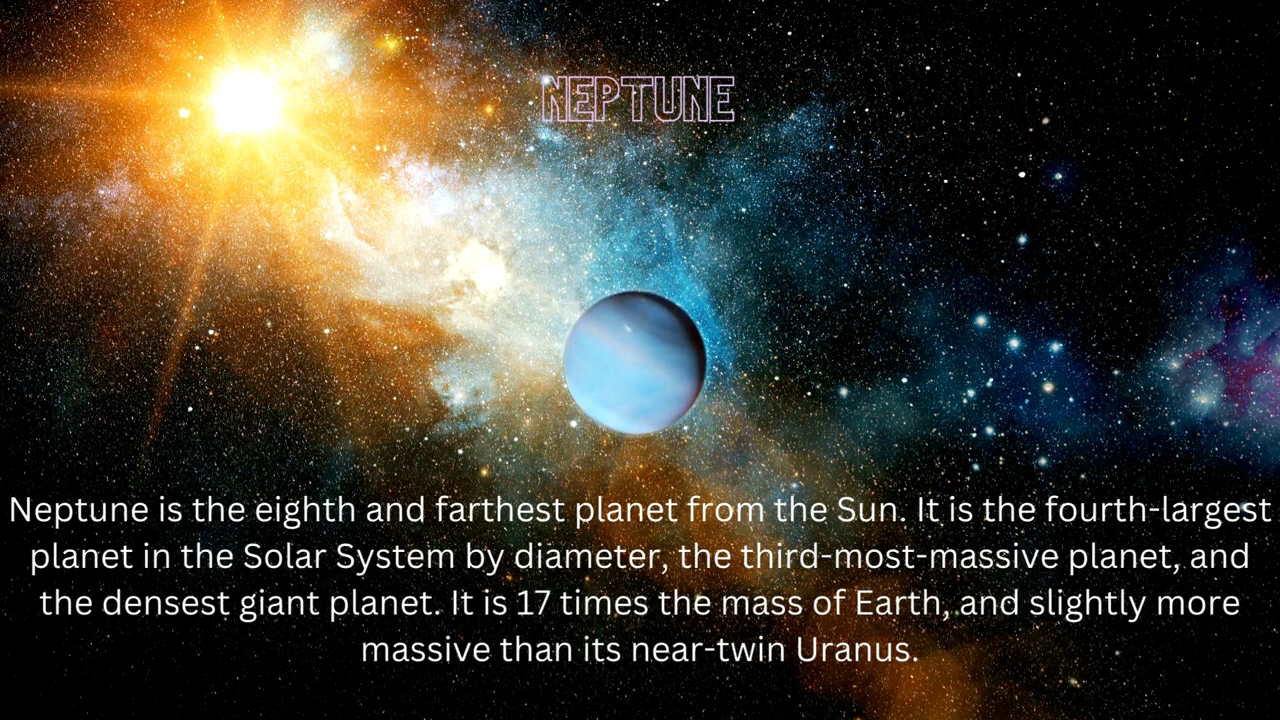 NEPTUNE
Neptune is the eighth and farthest planet from the Sun. It is the fourth-largest
planet in the Solar System by diameter, the third-most-massive planet, and
the densest giant planet. It is 17 times the mass of Earth, and slightly more
massive than its near-twin Uranus.